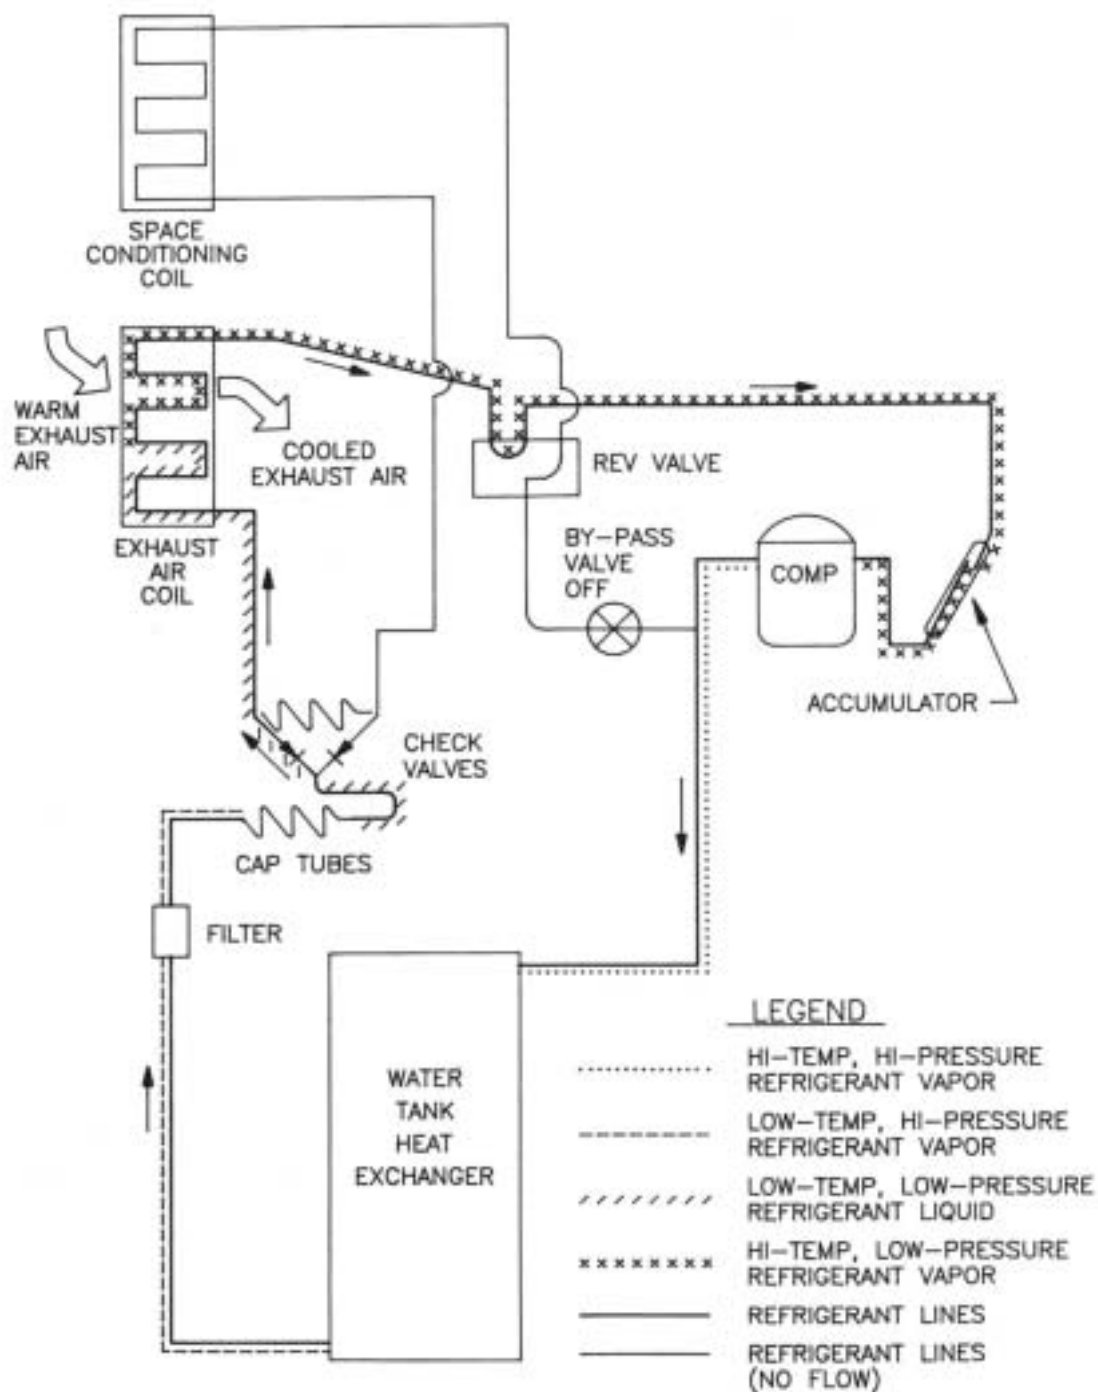 SPACE
CONDITIONING
COIL
WARM
EXHAUST
AIR
COOLED
EXHAUST AIR
REV VALVE
EXHAUST
AIR
COIL
BY-PASS
VALVE
OFF
COMP
ACCUMULATOR
CHECK
VALVES
CAP TUBES
FILTER
WATER
TANK
HEAT
EXCHANGER
LEGEND
HI-TEMP, HI-PRESSURE
REFRIGERANT VAPOR
LOW-TEMP, HI-PRESSURE
REFRIGERANT VAPOR
LOW-TEMP, LOW-PRESSURE
REFRIGERANT LIQUID
HI-TEMP, LOW-PRESSURE
REFRIGERANT VAPOR
REFRIGERANT LINES
REFRIGERANT LINES
(NO FLOW)